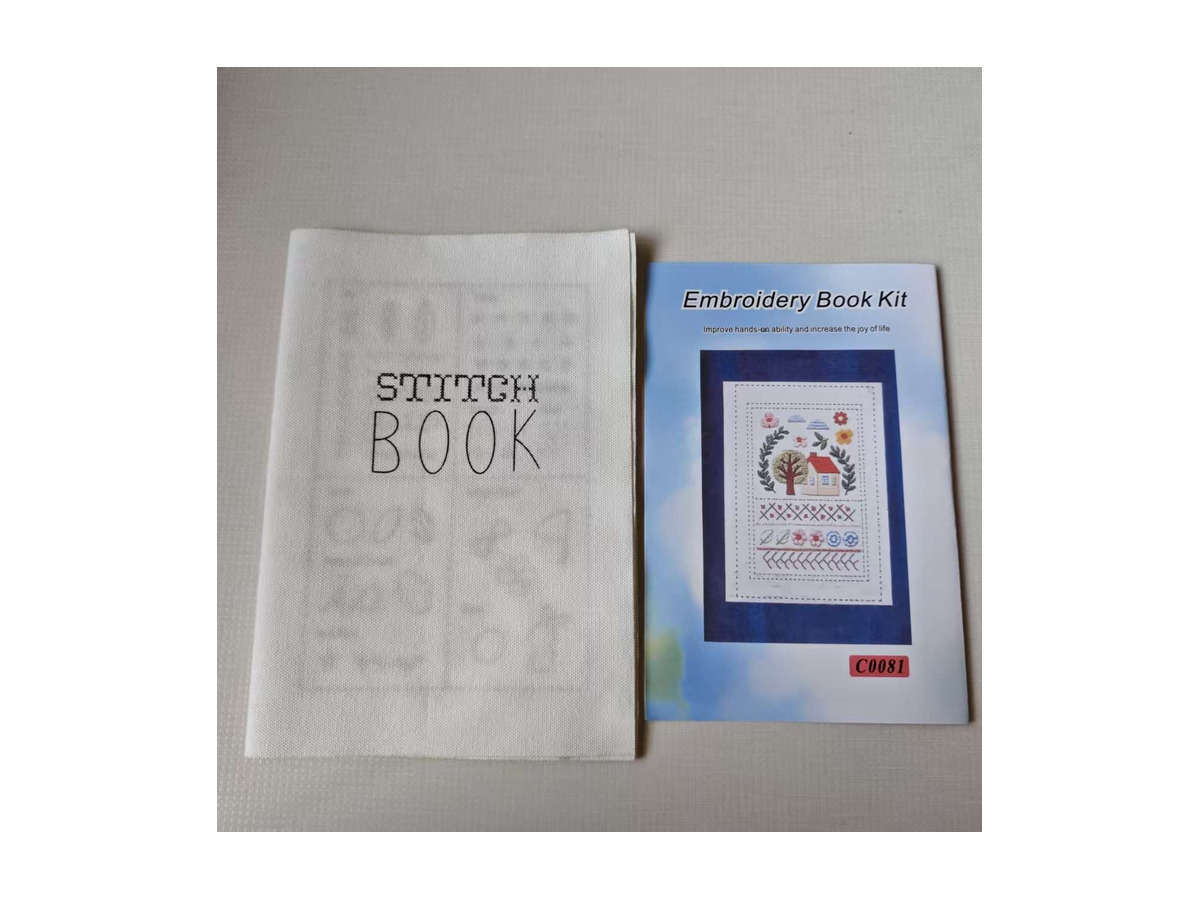 STITCH
BOOK
Embroidery Book Kit
Improve hands-on ability and increase the joy of life
C0081